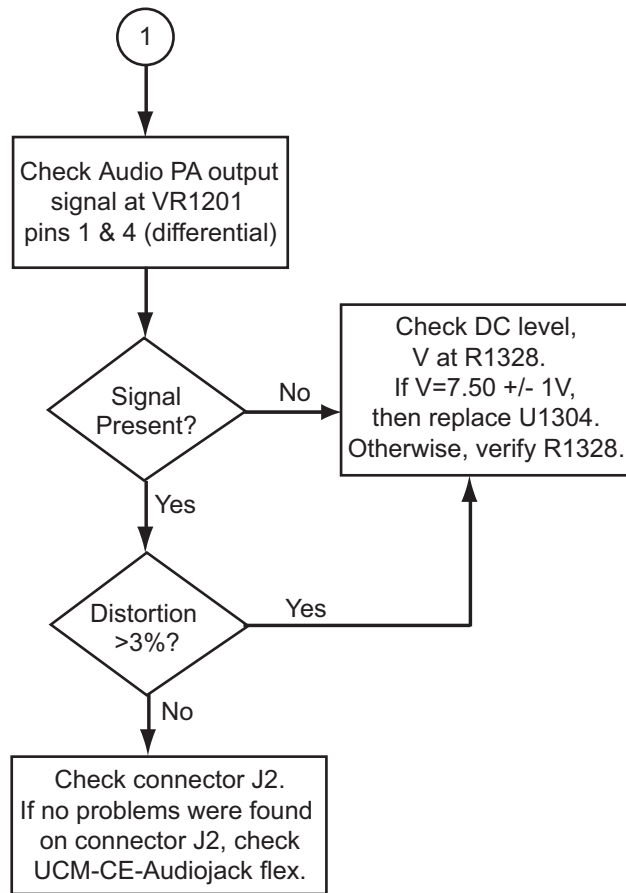 1
Check Audio PA output
signal at VR1201
pins 1 & 4 (differential)
Signal
Present?
No
Check DC level,
V at R1328.
If V=7.50 +/- 1V,
then replace U1304.
Otherwise, verify R1328.
Yes
Distortion
>3%?
Yes
No
Check connector J2.
If no problems were found
on connector J2, check
UCM-CE-Audiojack flex.